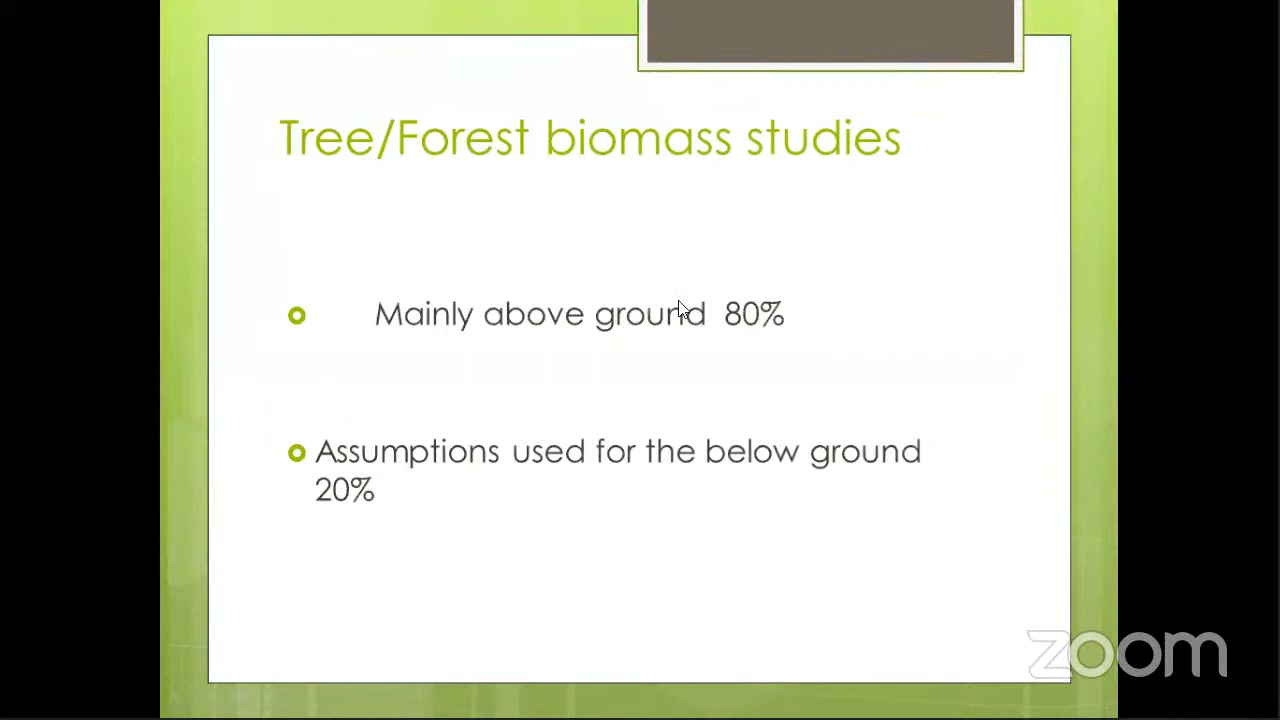 Tree/Forest biomass studies
Mainly above ground 80%
Assumptions used for the below ground
20%
zoom